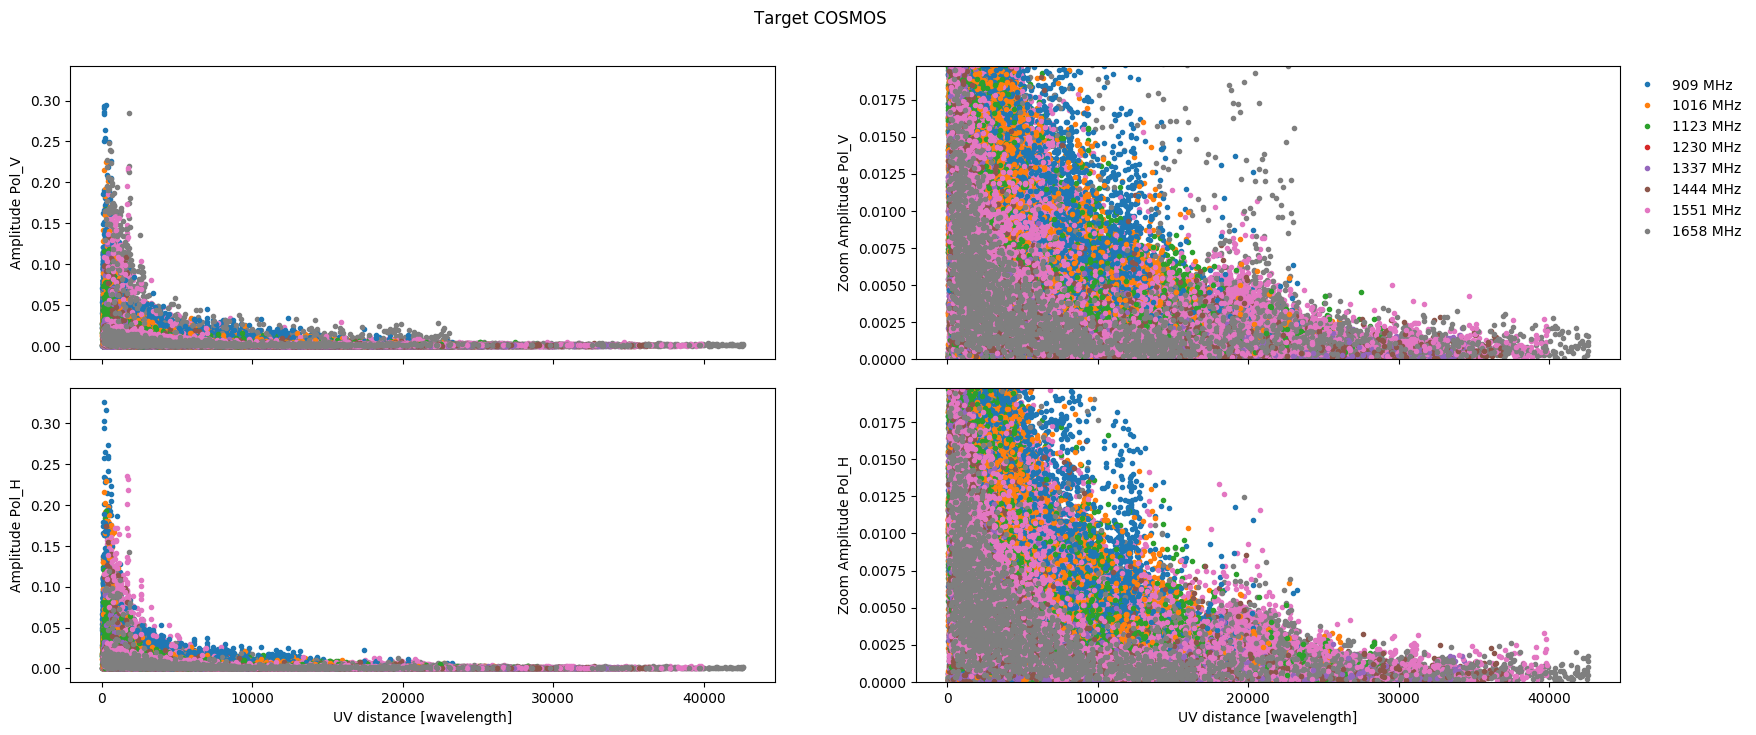 Target COSMOS
0.30
0.25
0.20
0.15
0.10
0.05
0.00
Amplitude Pol_V
0.0175
0.0150
0.0125
0.0100
0.0075
0.0050
0.0025
0.0000
Zoom Amplitude Pol_V
909 MHz
1016 MHz
1123 MHz
1230 MHz
1337 MHz
1444 MHz
1551 MHz
1658 MHz
0.30
0.25
0.20
0.15
0.10
0.05
0.00
Amplitude Pol_H
0 10000 20000 30000 40000
UV distance [wavelength]
0.0175
0.0150
0.0125
0.0100
0.0075
0.0050
0.0025
0.0000
Zoom Amplitude Pol_H
0 10000 20000 30000 40000
UV distance [wavelength]